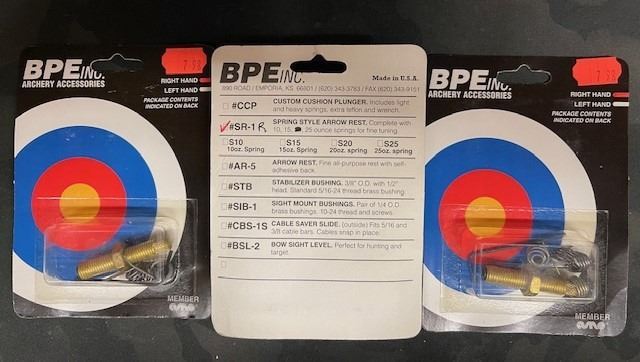 7.98
BPE INC.
ARCHERY ACCESSORIES
RIGHT HAND
LEFT HAND
PACKAGE CONTENTS
INDICATED ON BACK
MEMBER
amo
BPE INC.
Made in U.S.A.
890 ROAD / EMPORIA, KS 66801 / (620) 343-3783 / FAX (620) 343-9151
#CCP CUSTOM CUSHION PLUNGER. Includes light
and heavy springs, extra teflon and wrench.
#SR-1 R SPRING STYLE ARROW REST. Complete with
10, 15, 25 ounce springs for fine tuning
S10 S15 S20 S25
10oz. Spring 15oz. Spring 20oz. spring 25oz. spring
#AR-5 ARROW REST. Fine all-purpose rest with self-
adhesive back.
#STB STABILIZER BUSHING. 3/8" O.D. with 1/2"
head. Standard 5/16-24 thread brass bushing.
#SIB-1 SIGHT MOUNT BUSHINGS. Pair of 1/4 O.D.
brass bushings. 10-24 thread and screws.
#CBS-1S CABLE SAVER SLIDE. (outside) Fits 5/16 and
3/8 cable bars. Cables snap in place.
#BSL-2 BOW SIGHT LEVEL. Perfect for hunting and
target.
7.98
BPE INC.
ARCHERY ACCESSORIES
RIGHT HAND
LEFT HAND
PACKAGE CONTENTS
INDICATED ON BACK
MEMBER
amo